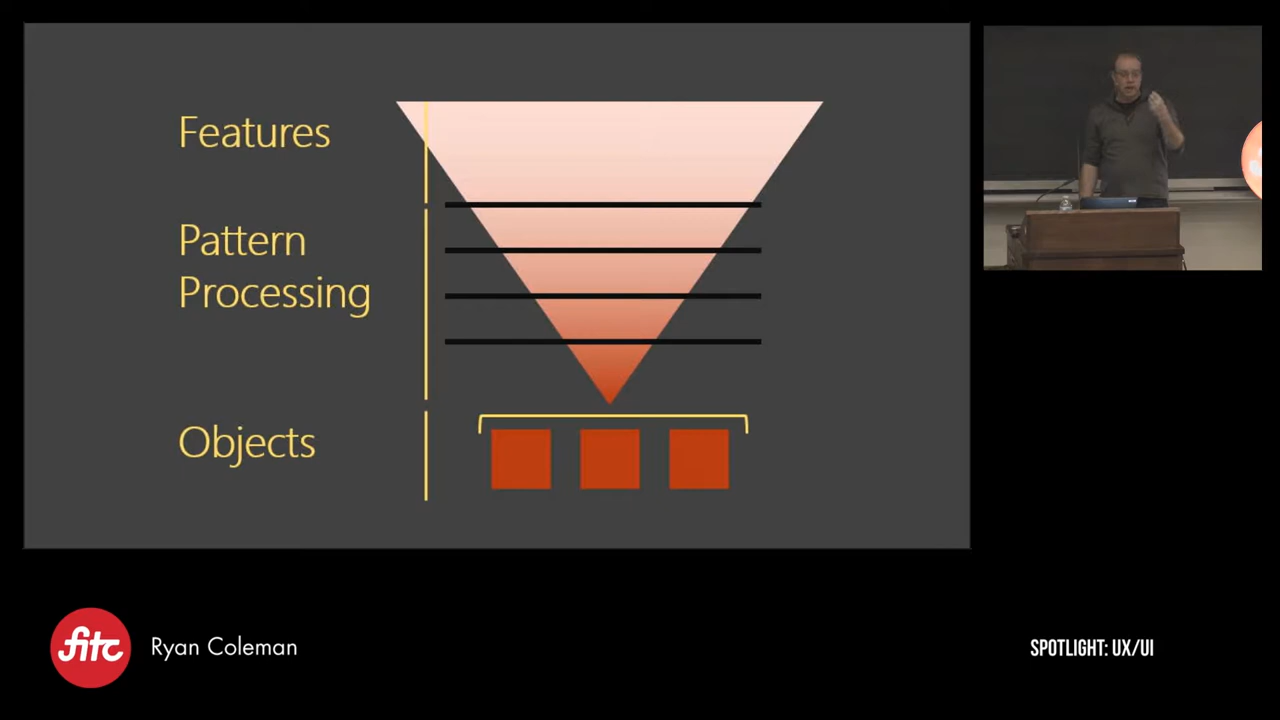 Features
Pattern
Processing
Objects
fitc
Ryan Coleman
SPOTLIGHT: UX/UI